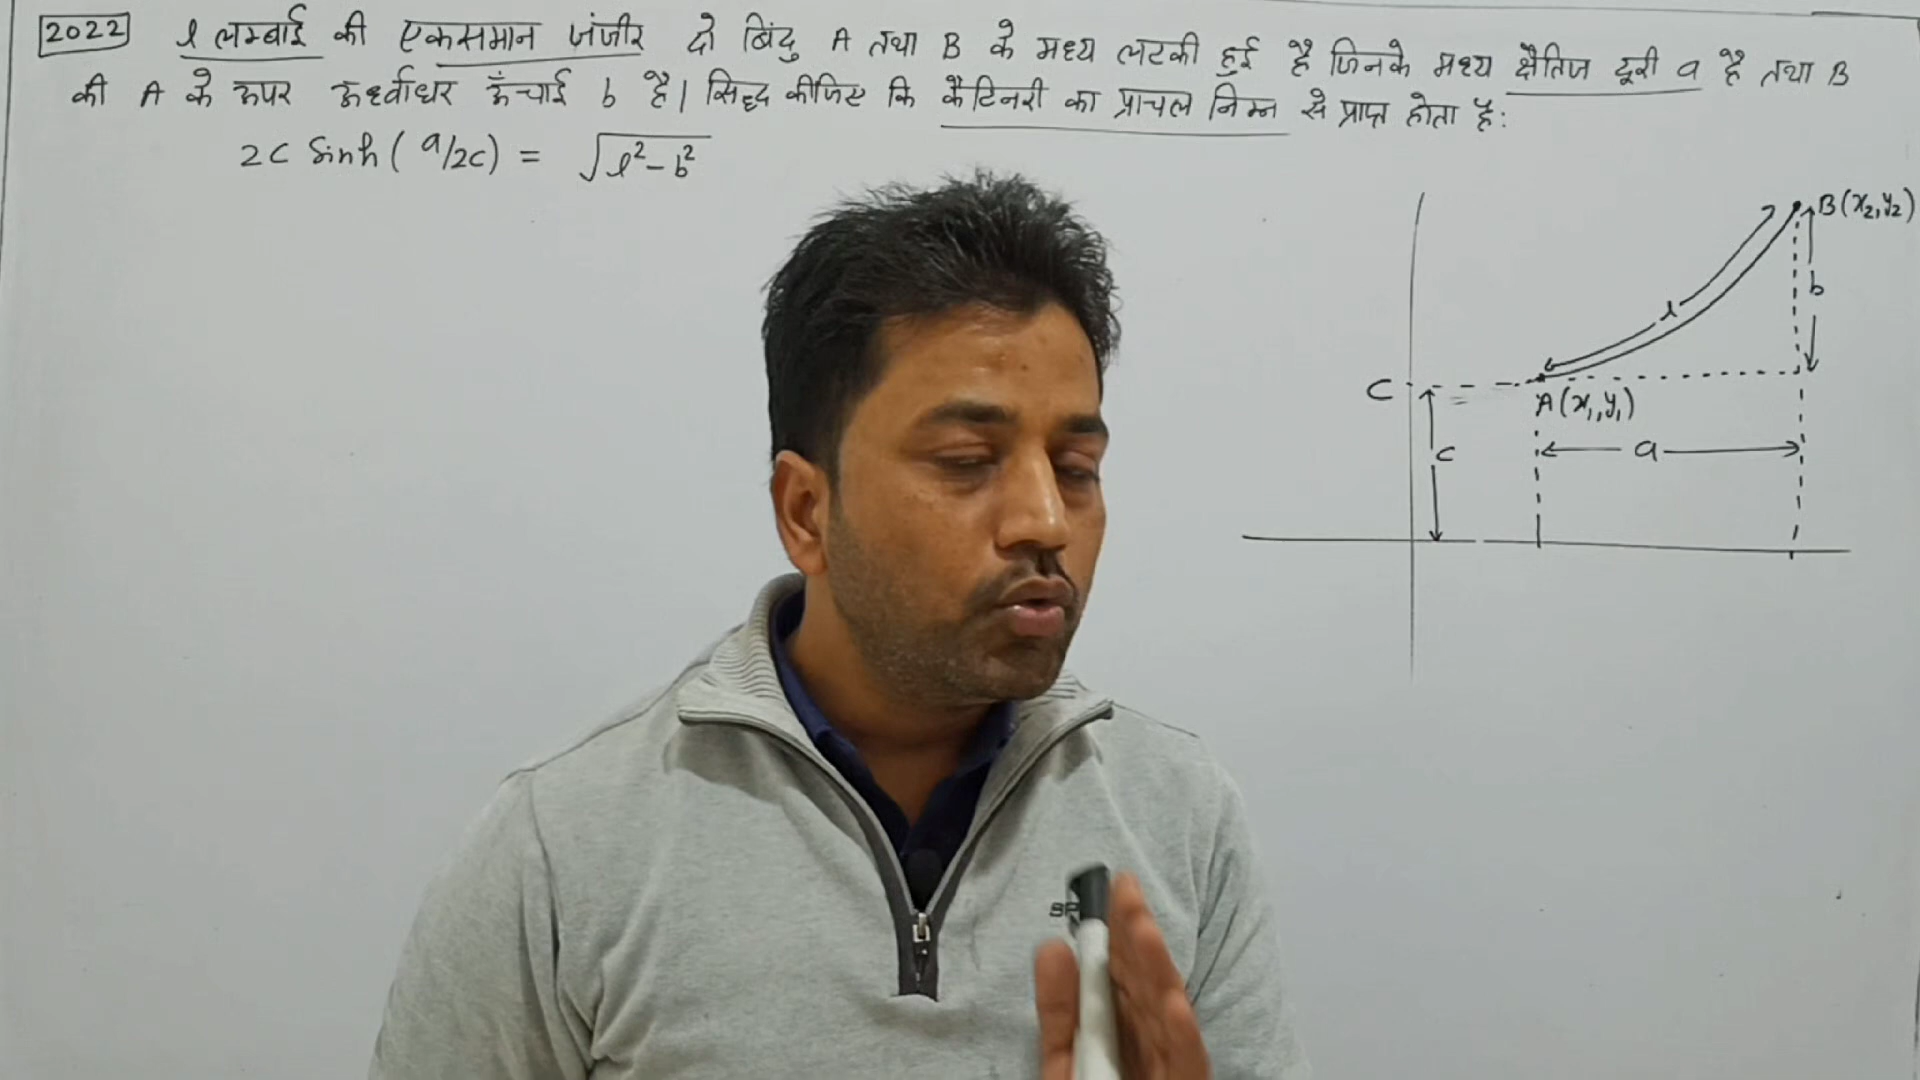 2022 l लम्बाई की एकसमान जंजीर दो बिंदु A तथा B के मध्य लटकी हुई है जिनके मध्य क्षैतिज दूरी a है तथा B
की A के ऊपर ऊर्ध्वाधर ऊँचाई b है। सिद्ध कीजिए कि कैटिनरी का प्राचल निम्न से प्राप्त होता है:
2c Sinh(a/2c) = √l²-b²
B(x₂,y₂)
b
l
C
A(x₁,y₁)
c
a